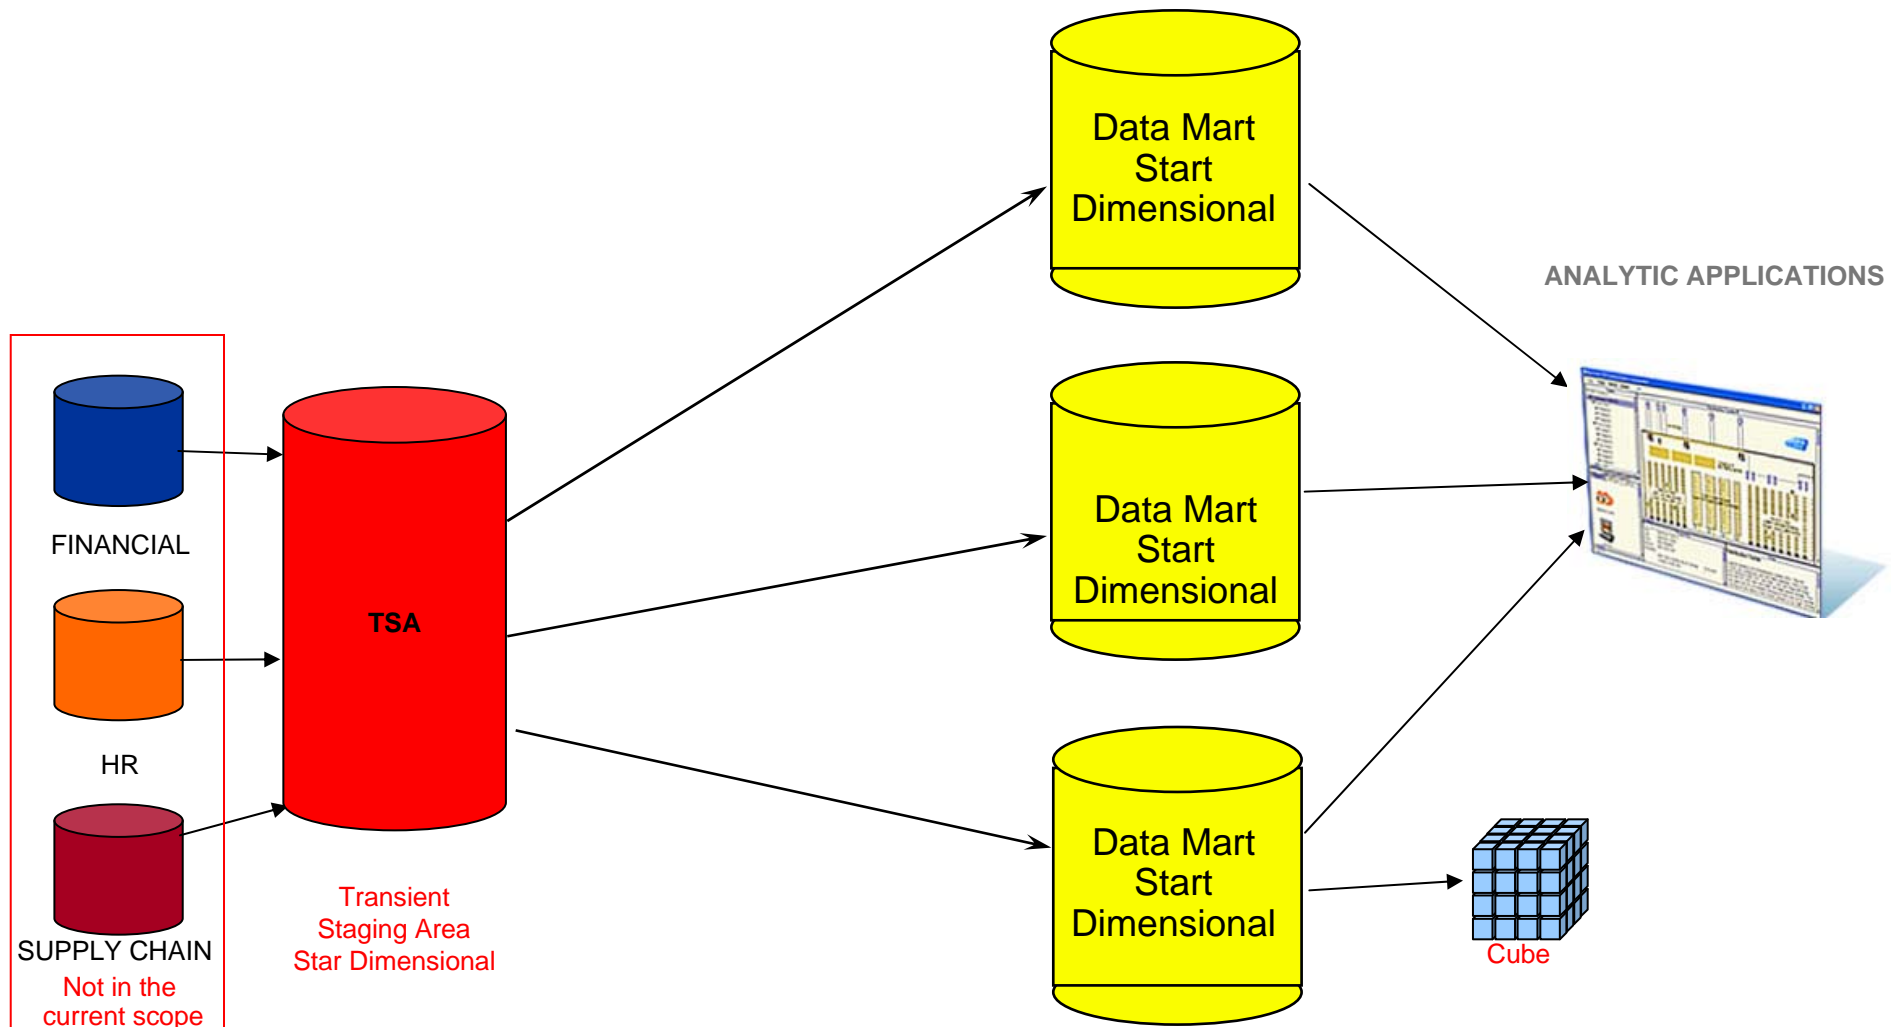 Data Mart
Start
Dimensional
ANALYTIC APPLICATIONS
FINANCIAL
TSA
Data Mart
Start
Dimensional
HR
Data Mart
Start
Dimensional
SUPPLY CHAIN
Not in the
current scope
Transient
Staging Area
Star Dimensional
Cube